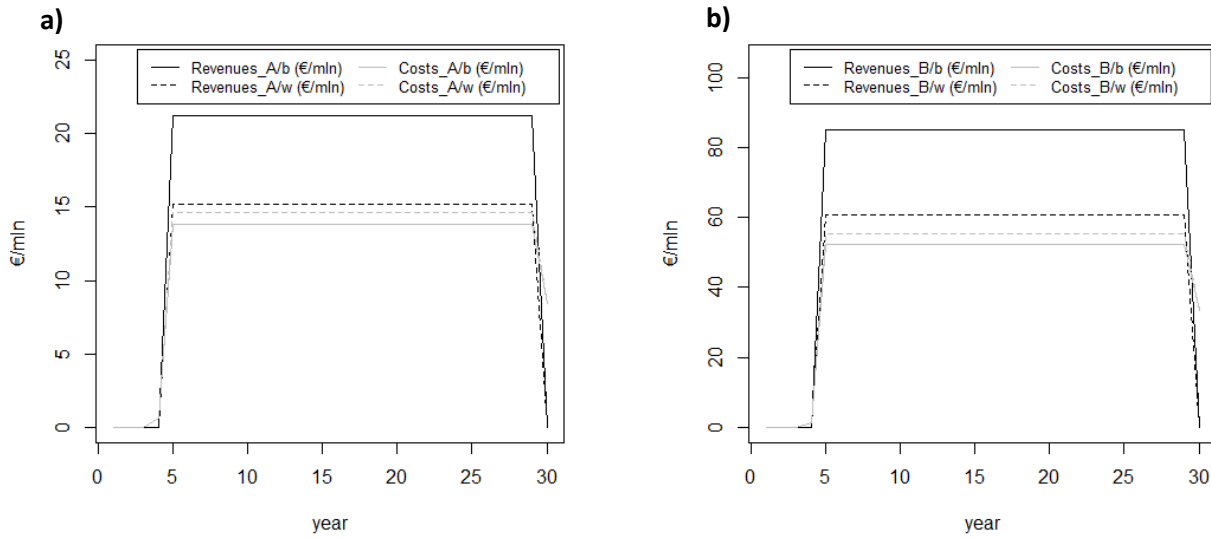 a)
Revenues_A/b (€/mln) Costs_A/b (€/mln)
Revenues_A/w (€/mln) Costs_A/w (€/mln)
€/mln
25
20
15
10
5
0
0 5 10 15 20 25 30
year
b)
Revenues_B/b (€/mln) Costs_B/b (€/mln)
Revenues_B/w (€/mln) Costs_B/w (€/mln)
€/mln
100
80
60
40
20
0
0 5 10 15 20 25 30
year